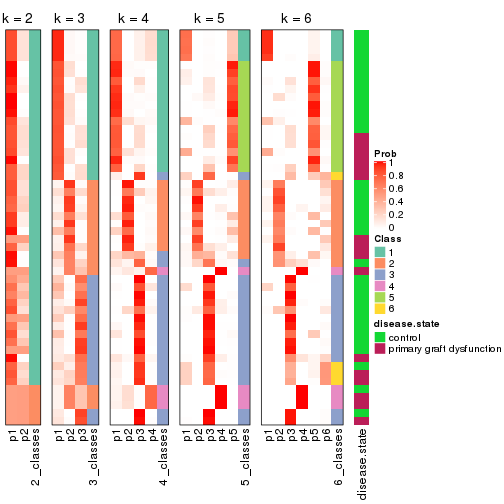 k = 2 k = 3 k = 4 k = 5 k = 6
Prob
1
0.8
0.6
0.4
0.2
0
Class
1
2
3
4
5
6
disease.state
control
primary graft dysfunction
p1 p2 2_classes p1 p2 p3 3_classes p1 p2 p3 p4 4_classes p1 p2 p3 p4 p5 5_classes p1 p2 p3 p4 p5 p6 6_classes disease.state